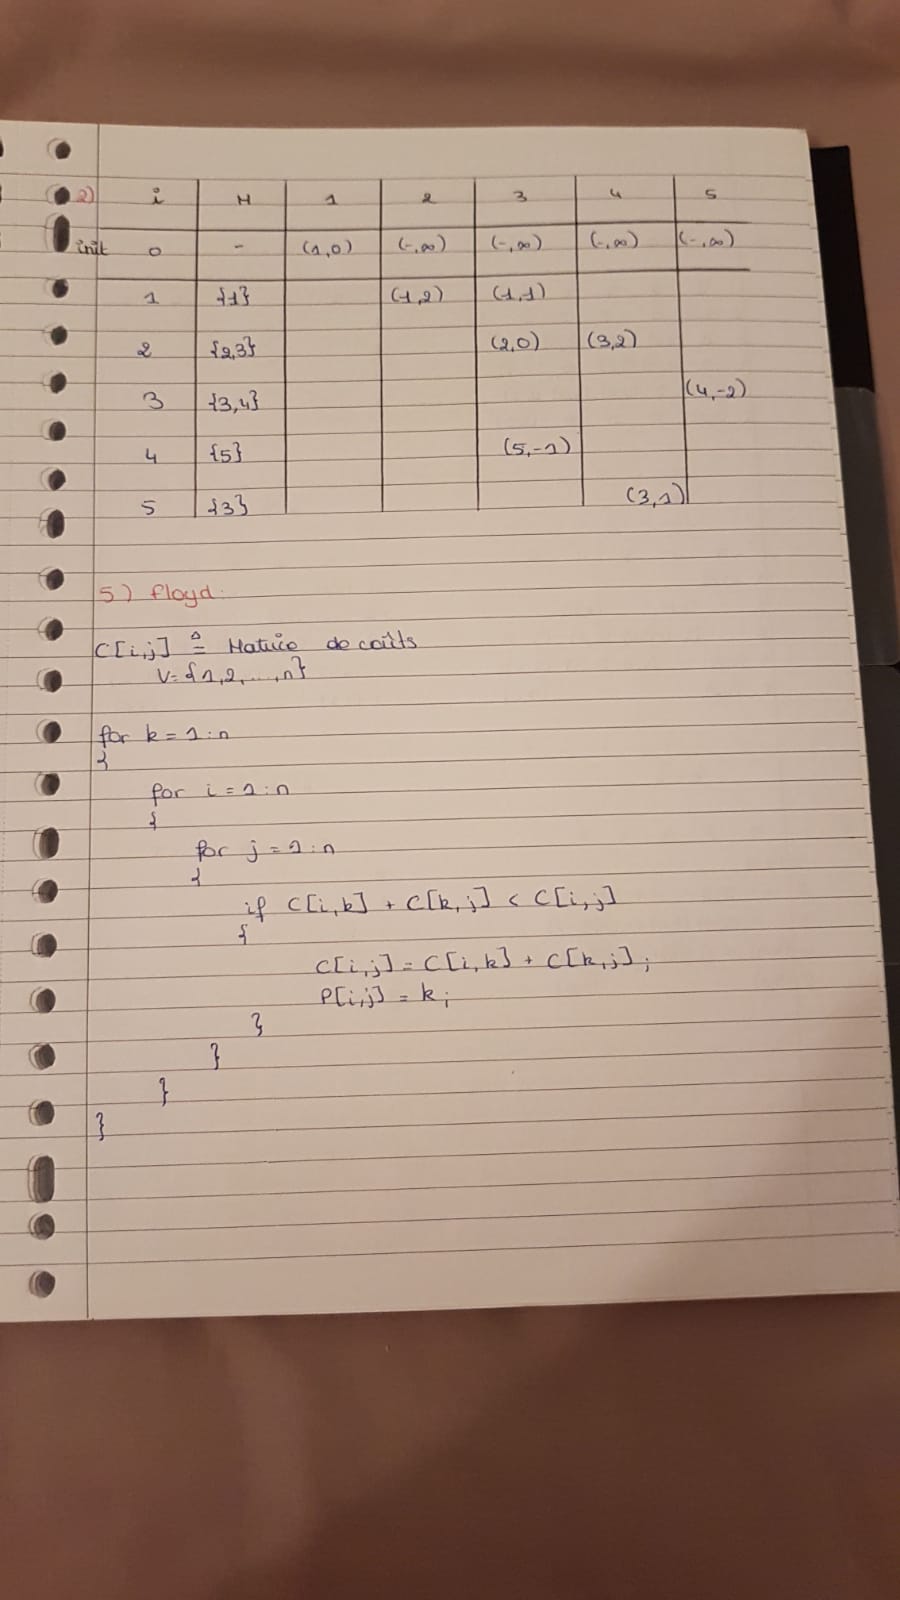 2) i M 1 2 3 4 5
init 0 - (1,0) (-,∞) (-,∞) (-,∞) (-,∞)
1 {1} (1,2) (1,1)
2 {2,3} (2,0) (3,2)
3 {3,4} (4,-2)
4 {5} (5,-1)
5 {3} (3,1)
5) Floyd:
C[i,j] ≜ Matrice de coûts
V={1,2,...,n}
for k = 1:n
{
for i = 1:n
{
for j = 1:n
{
if C[i,k] + C[k,j] < C[i,j]
{
C[i,j] = C[i,k] + C[k,j];
P[i,j] = k;
}
}
}
}